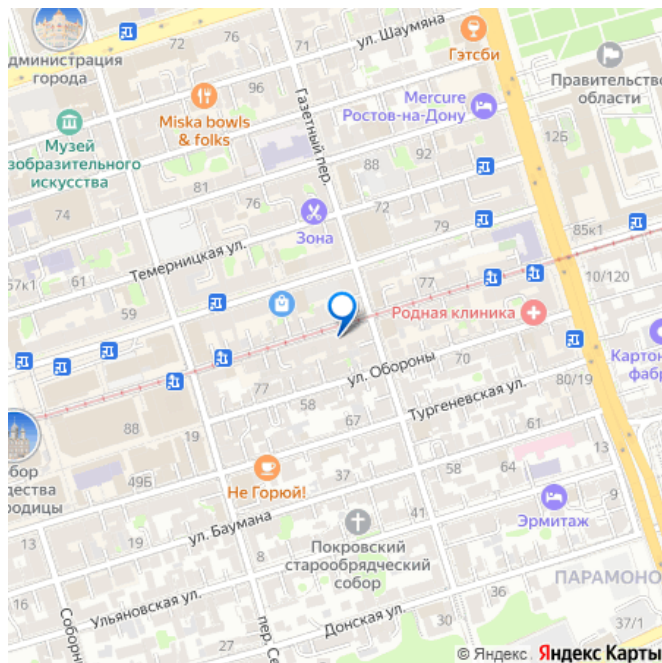 ул. Шаумяна
Гэтсби
72
76
71
дминистрация
города
Правительство
области
96
Газетный пер.
Miska bowls
& folks
Mercure
Ростов-на-Дону
Музей
зобразительного
искусства
12Б
92
88
81
76
74
72
79
Зона
85к1
Темерницкая ул.
57к1
61
77
10/120
59
Родная клиника
Картон
фабр
ул. Обороны
70
77
58
80/19
Тургеневская ул.
67
88
19
61
13
бор
дества
родицы
49Б
Не Горюй!
37
58
64
9
Эрмитаж
ул. Баумана
41
13
19
8
Покровский
старообрядческий
собор
ПАРАМОНО
16
Ульяновская ул.
Донская ул.
36
30
37/1
Соборн
пер. Се
27
© Яндекс
Яндекс Карты